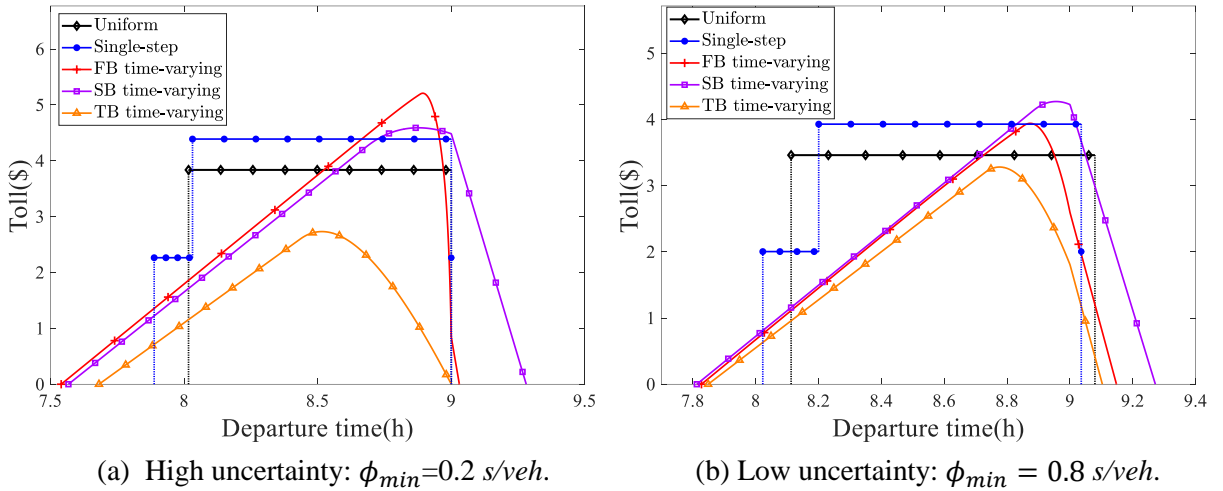 Uniform
Single-step
FB time-varying
SB time-varying
TB time-varying
Toll($)
6
5
4
3
2
1
0
7.5 8 8.5 9 9.5
Departure time(h)
(a) High uncertainty: ϕ_min=0.2 s/veh.
Uniform
Single-step
FB time-varying
SB time-varying
TB time-varying
Toll($)
5
4
3
2
1
0
7.8 8 8.2 8.4 8.6 8.8 9 9.2 9.4
Departure time(h)
(b) Low uncertainty: ϕ_min = 0.8 s/veh.